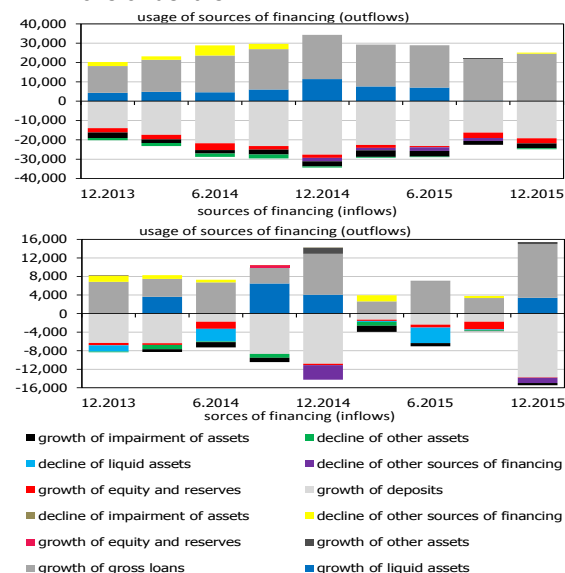 usage of sources of financing (outflows)
40,000
30,000
20,000
10,000
0
-10,000
-20,000
-30,000
-40,000
12.2013 6.2014 12.2014 6.2015 12.2015
sources of financing (inflows)
usage of sources of financing (outflows)
16,000
12,000
8,000
4,000
0
-4,000
-8,000
-12,000
-16,000
12.2013 6.2014 12.2014 6.2015 12.2015
sorces of financing (inflows)
growth of impairment of assets decline of other assets
decline of liquid assets decline of other sources of financing
growth of equity and reserves growth of deposits
decline of impairment of assets decline of other sources of financing
growth of equity and reserves growth of other assets
growth of gross loans growth of liquid assets